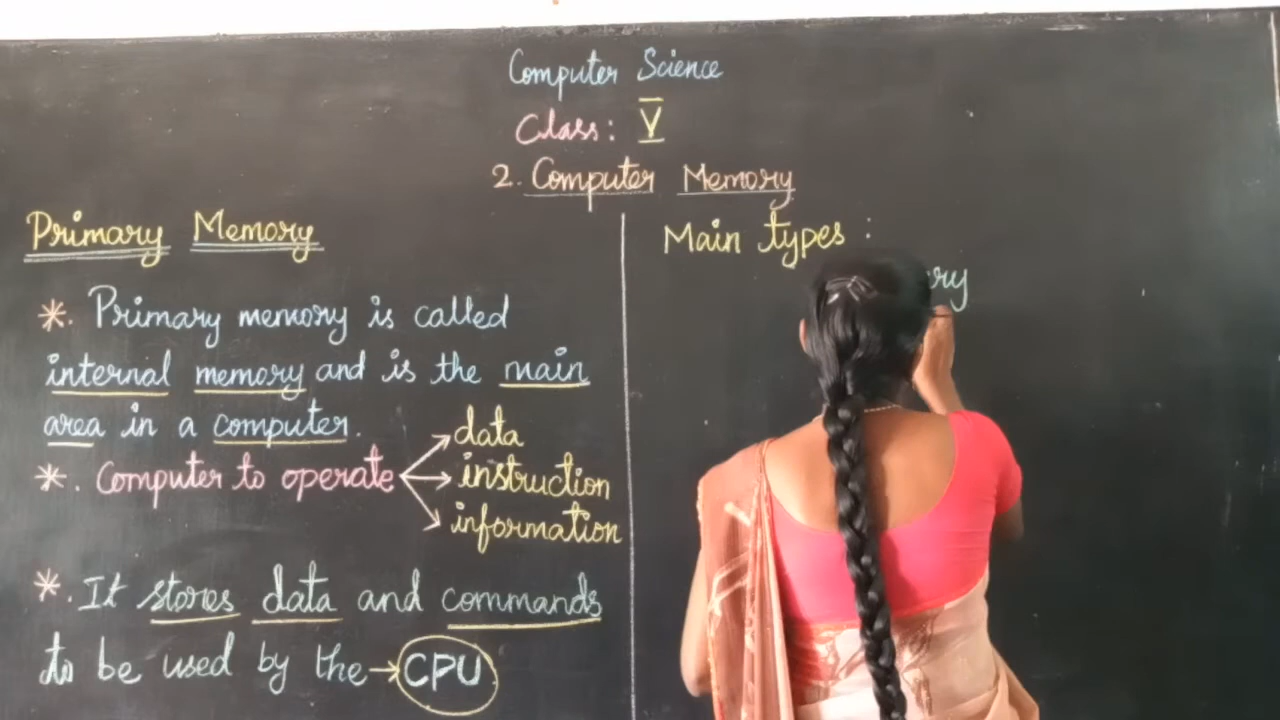 Computer Science
Class: V
2. Computer Memory
Primary Memory
*. Primary memory is called
internal memory and is the main
area in a computer.
*. Computer to operate
data
instruction
information
*. It stores data and commands
to be used by the → CPU
Main types :